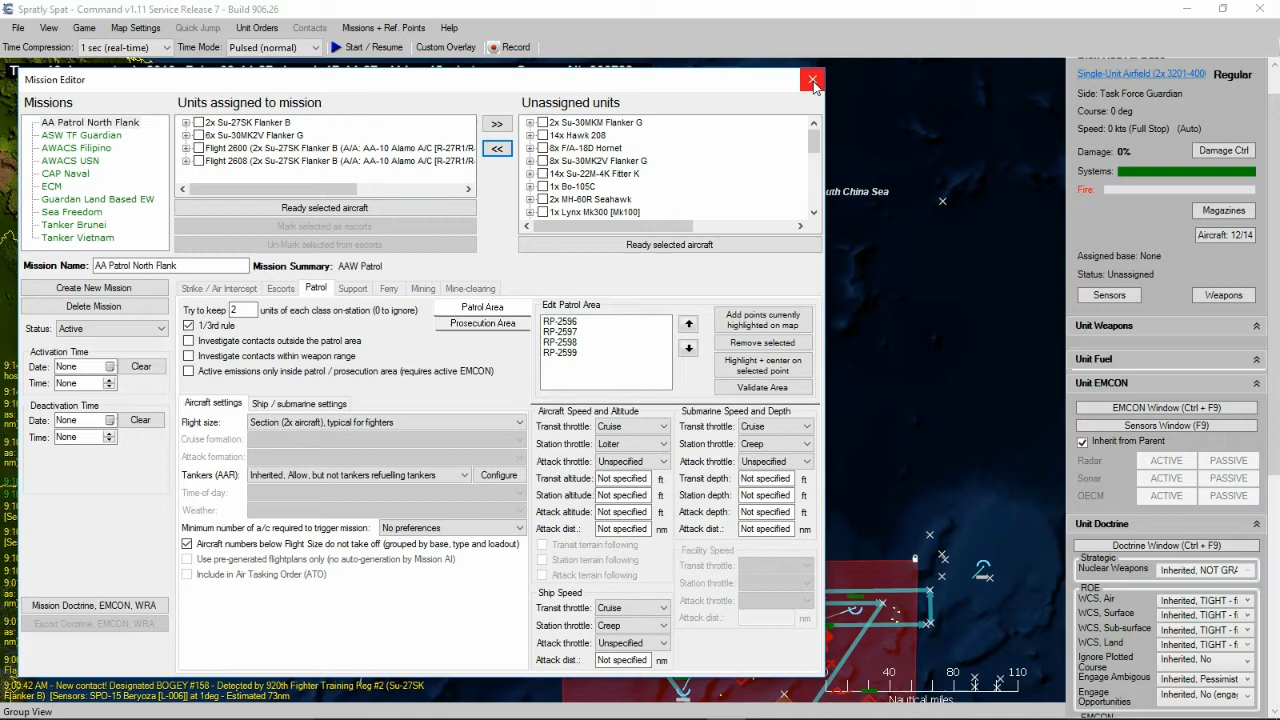 Spratly Spat - Command v1.11 Service Release 7 - Build 906.26
File View Game Map Settings Quick Jump Unit Orders Contacts Missions + Ref. Points Help
Time Compression: 1 sec (real-time) Time Mode: Pulsed (normal) Start / Resume Custom Overlay Record
Mission Editor
Missions
AA Patrol North Flank
ASW TF Guardian
AWACS Filipino
AWACS USN
CAP Naval
ECM
Guardan Land Based EW
Sea Freedom
Tanker Brunei
Tanker Vietnam
Units assigned to mission
2x Su-27SK Flanker B
6x Su-30MK2V Flanker G
Flight 2600 (2x Su-27SK Flanker B (A/A: AA-10 Alamo A/C [R-27R1/R-
Flight 2608 (2x Su-27SK Flanker B (A/A: AA-10 Alamo A/C [R-27R1/R-
Ready selected aircraft
Mark selected as escorts
Un-Mark selected from escorts
>>
<<
Unassigned units
2x Su-30MKM Flanker G
14x Hawk 208
8x F/A-18D Hornet
8x Su-30MK2V Flanker G
14x Su-22M-4K Fitter K
1x Bo-105C
2x MH-60R Seahawk
1x Lynx Mk300 [Mk100]
Ready selected aircraft
Mission Name: AA Patrol North Flank Mission Summary: AAW Patrol
Create New Mission
Delete Mission
Status: Active
Activation Time
Date: None Clear
Time: None
Deactivation Time
Date: None Clear
Time: None
Mission Doctrine, EMCON, WRA
Escort Doctrine, EMCON, WRA
Strike / Air Intercept Escorts Patrol Support Ferry Mining Mine-clearing
Try to keep 2 units of each class on-station (0 to ignore)
1/3rd rule
Investigate contacts outside the patrol area
Investigate contacts within weapon range
Active emissions only inside patrol / prosecution area (requires active EMCON)
Patrol Area
Prosecution Area
Edit Patrol Area
RP-2596
RP-2597
RP-2598
RP-2599
Add points currently
highlighted on map
Remove selected
Highlight + center on
selected point
Validate Area
Aircraft settings Ship / submarine settings
Flight size: Section (2x aircraft), typical for fighters
Cruise formation:
Attack formation:
Tankers (AAR): Inherited, Allow, but not tankers refuelling tankers Configure
Time-of-day:
Weather:
Minimum number of a/c required to trigger mission: No preferences
Aircraft numbers below Flight Size do not take off (grouped by base, type and loadout)
Use pre-generated flightplans only (no auto-generation by Mission AI)
Include in Air Tasking Order (ATO)
Aircraft Speed and Altitude
Transit throttle: Cruise
Station throttle: Loiter
Attack throttle: Unspecified
Transit altitude: Not specified ft
Station altitude: Not specified ft
Attack altitude: Not specified ft
Attack dist.: Not specified nm
Transit terrain following
Station terrain following
Attack terrain following
Ship Speed
Transit throttle: Cruise
Station throttle: Creep
Attack throttle: Unspecified
Attack dist.: Not specified nm
Submarine Speed and Depth
Transit throttle: Cruise
Station throttle: Creep
Attack throttle: Unspecified
Transit depth: Not specified ft
Station depth: Not specified ft
Attack depth: Not specified ft
Attack dist.: Not specified nm
Facility Speed
Transit throttle:
Station throttle:
Attack throttle:
Attack dist.: nm
uth China Sea
40 80 110
Nautical miles
9:00:42 AM - New contact! Designated BOGEY #158 - Detected by 920th Fighter Training Reg #2 (Su-27SK
Flanker B) [Sensors: SPO-15 Beryoza [L-006]] at 1deg - Estimated 73nm
Group View
Single-Unit Airfield (2x 3201-400 Regular
Side: Task Force Guardian
Course: 0 deg
Speed: 0 kts (Full Stop) (Auto)
Damage: 0% Damage Ctrl
Systems:
Fire:
Magazines
Aircraft: 12/14
Assigned base: None
Status: Unassigned
Sensors Weapons
Unit Weapons
Unit Fuel
Unit EMCON
EMCON Window (Ctrl + F9)
Sensors Window (F9)
Inherit from Parent
Radar ACTIVE PASSIVE
Sonar ACTIVE PASSIVE
OECM ACTIVE PASSIVE
Unit Doctrine
Doctrine Window (Ctrl + F9)
Strategic
Nuclear Weapons Inherited, NOT GRA
ROE
WCS, Air Inherited, TIGHT - fi
WCS, Surface Inherited, TIGHT - fi
WCS, Sub-surface Inherited, TIGHT - fi
WCS, Land Inherited, TIGHT - fi
Ignore Plotted
Course Inherited, No
Engage Ambiguous Inherited, Pessimist
Engage
Opportunities Inherited, No (engag